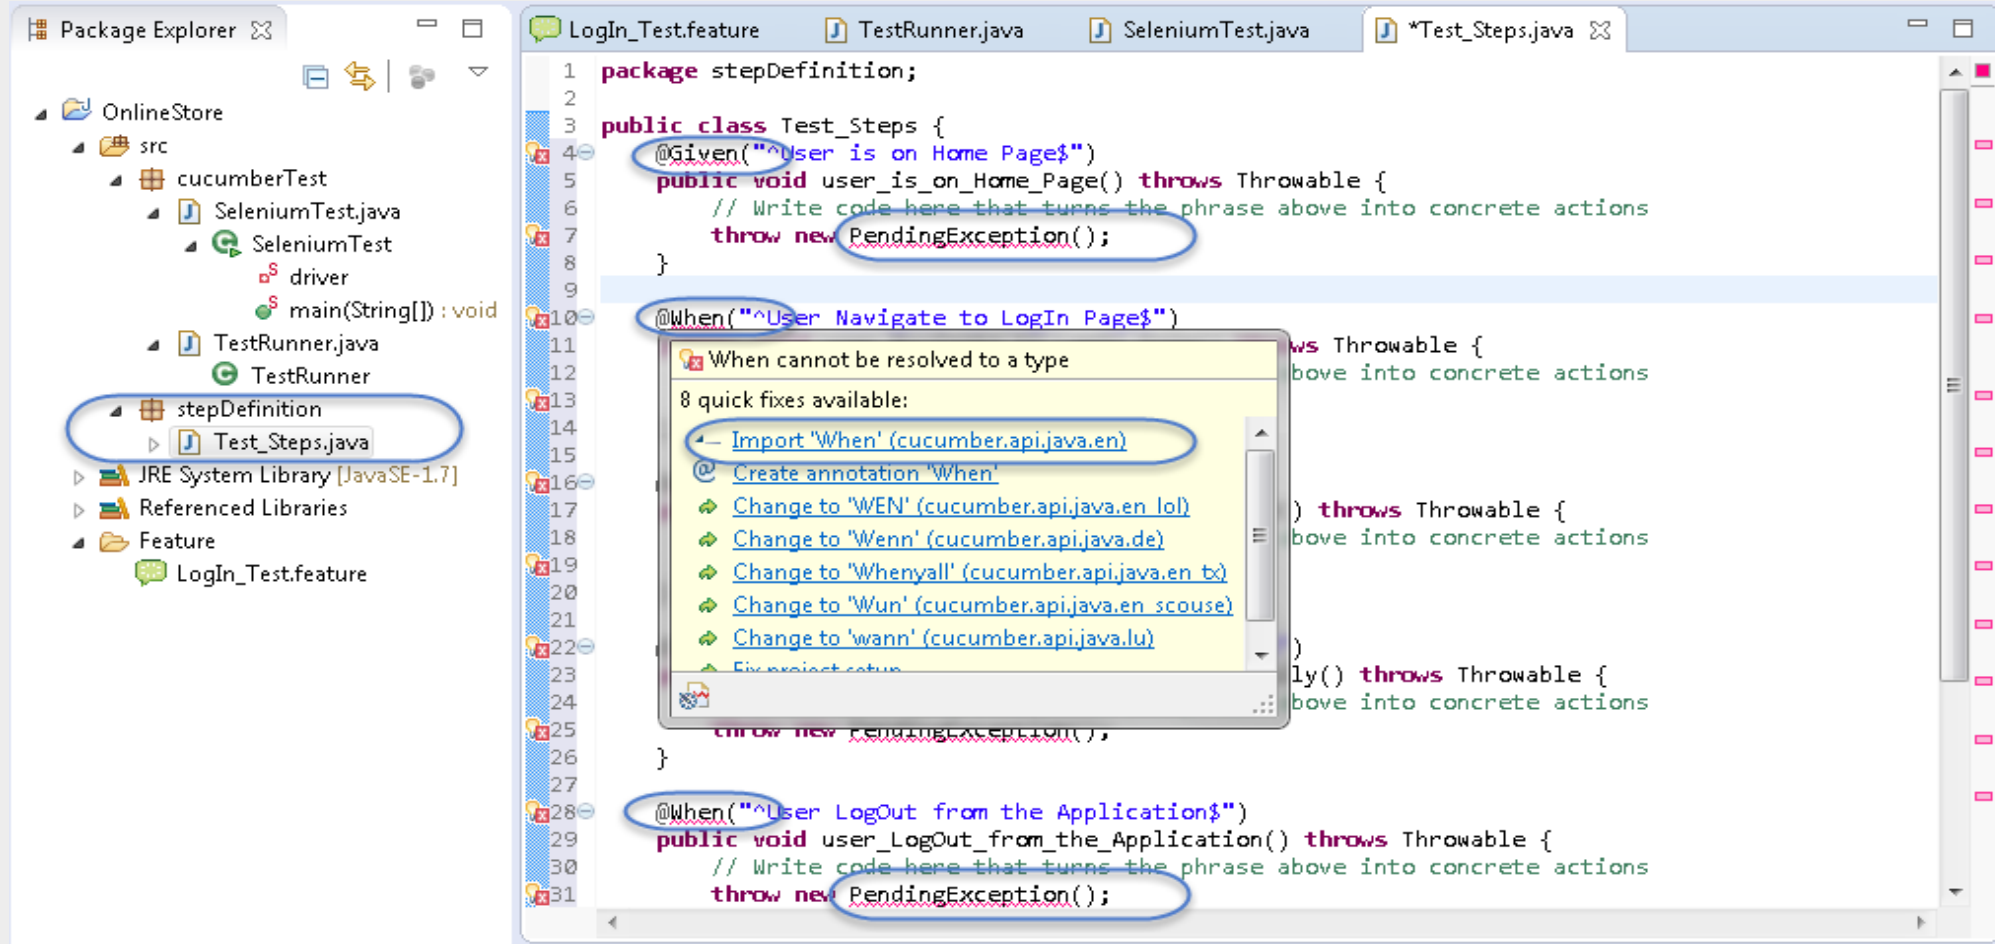 Package Explorer
OnlineStore
src
cucumberTest
SeleniumTest.java
SeleniumTest
driver
main(String[]) : void
TestRunner.java
TestRunner
stepDefinition
Test_Steps.java
JRE System Library [JavaSE-1.7]
Referenced Libraries
Feature
LogIn_Test.feature
LogIn_Test.feature TestRunner.java SeleniumTest.java *Test_Steps.java
1 package stepDefinition;
2
3 public class Test_Steps {
4 @Given("^User is on Home Page$")
5 public void user_is_on_Home_Page() throws Throwable {
6 // Write code here that turns the phrase above into concrete actions
7 throw new PendingException();
8 }
9
10 @When("^User Navigate to LogIn Page$")
11 ws Throwable {
12 bove into concrete actions
13
14
15
16
17 ) throws Throwable {
18 bove into concrete actions
19
20
21
22 )
23 ly() throws Throwable {
24 bove into concrete actions
25 throw new PendingException();
26 }
27
28 @When("^User LogOut from the Application$")
29 public void user_LogOut_from_the_Application() throws Throwable {
30 // Write code here that turns the phrase above into concrete actions
31 throw new PendingException();
When cannot be resolved to a type
8 quick fixes available:
Import 'When' (cucumber.api.java.en)
Create annotation 'When'
Change to 'WEN' (cucumber.api.java.en_lol)
Change to 'Wenn' (cucumber.api.java.de)
Change to 'Whenyall' (cucumber.api.java.en_tx)
Change to 'Wun' (cucumber.api.java.en_scouse)
Change to 'wann' (cucumber.api.java.lu)
Fix project setup...